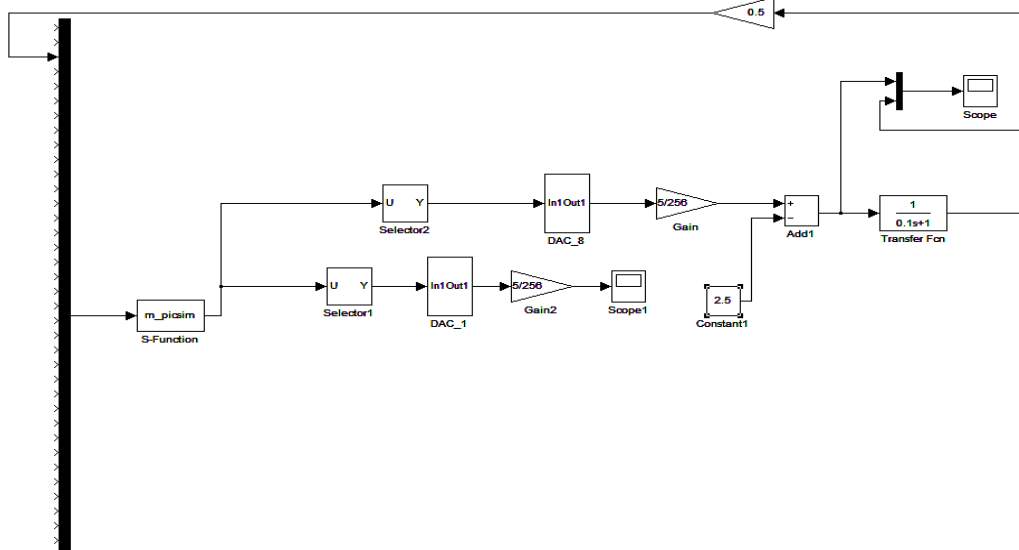 0.5
Scope
U Y
Selector2
In1Out1
DAC_8
5/256
Gain
+
−
Add1
1
0.1s+1
Transfer Fcn
m_picsim
S-Function
U Y
Selector1
In1Out1
DAC_1
5/256
Gain2
Scope1
2.5
Constant1